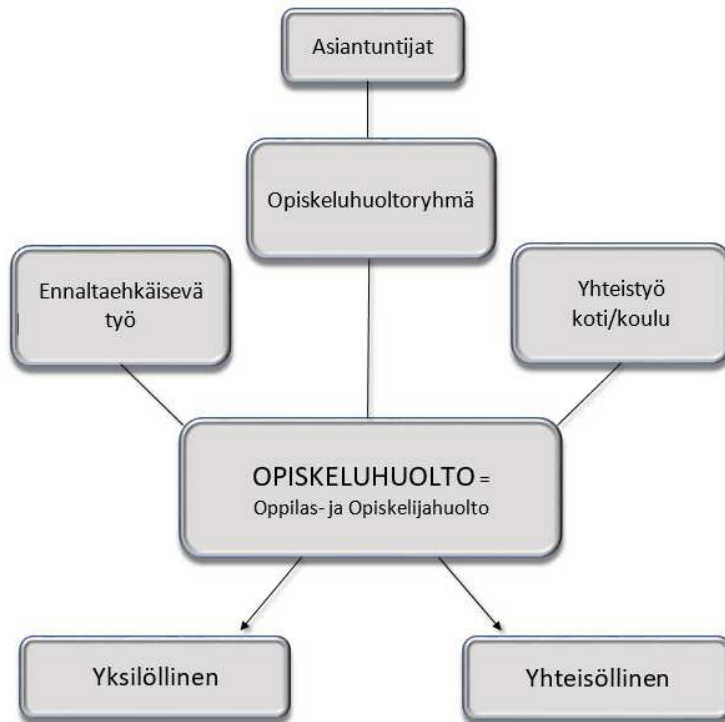 Asiantuntijat
Opiskeluhuoltoryhmä
Ennaltaehkäisevä
työ
Yhteistyö
koti/koulu
OPISKELUHUOLTO =
Oppilas- ja Opiskelijahuolto
Yksilöllinen
Yhteisöllinen